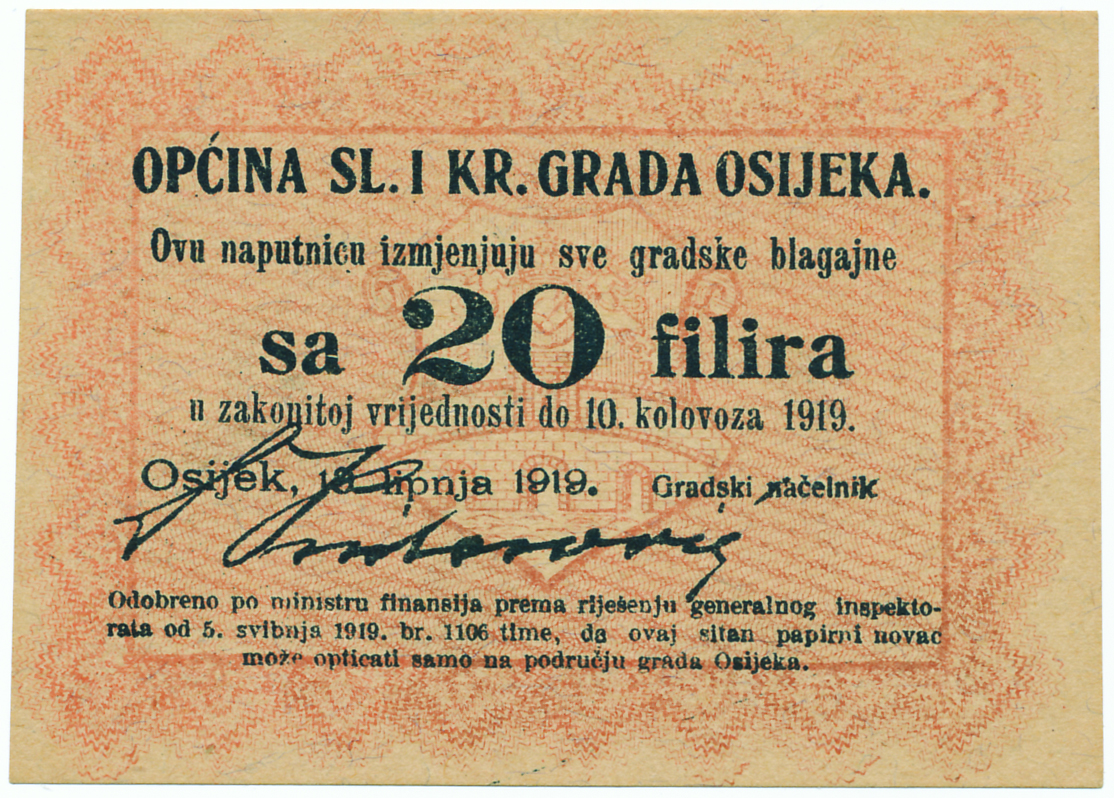 OPĆINA SL. I KR. GRADA OSIJEKA.
Ovu naputnicu izmjenjuju sve gradske blagajne
sa 20 filira
u zakonitoj vrijednosti do 10. kolovoza 1919.
Osijek, lipnja 1919. Gradski načelnik
Odobreno po ministru finansija prema riješenju generalnog inspekto-
rata od 5. svibnja 1919. br. 1106 time, da ovaj sitan papirni novac
može opticati samo na području grada Osijeka.